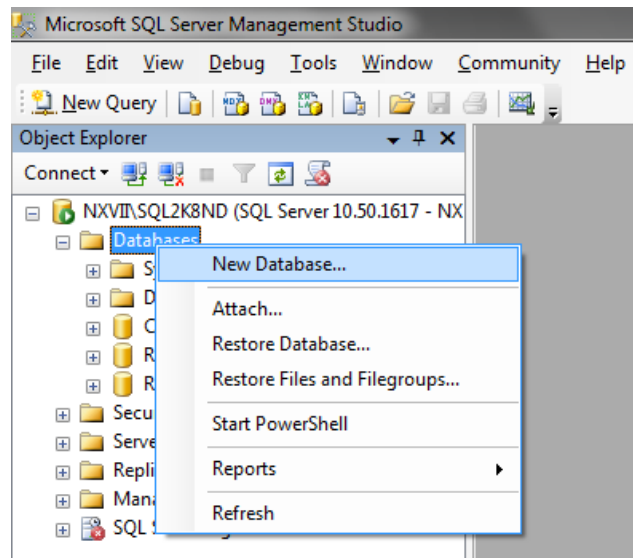 Microsoft SQL Server Management Studio
File Edit View Debug Tools Window Community Help
New Query
Object Explorer
Connect
NXVII\SQL2K8ND (SQL Server 10.50.1617 - NX
Databases
New Database...
Attach...
Restore Database...
Restore Files and Filegroups...
Start PowerShell
Reports
Refresh
S
D
C
R
R
Secu
Serve
Repli
Mana
SQL